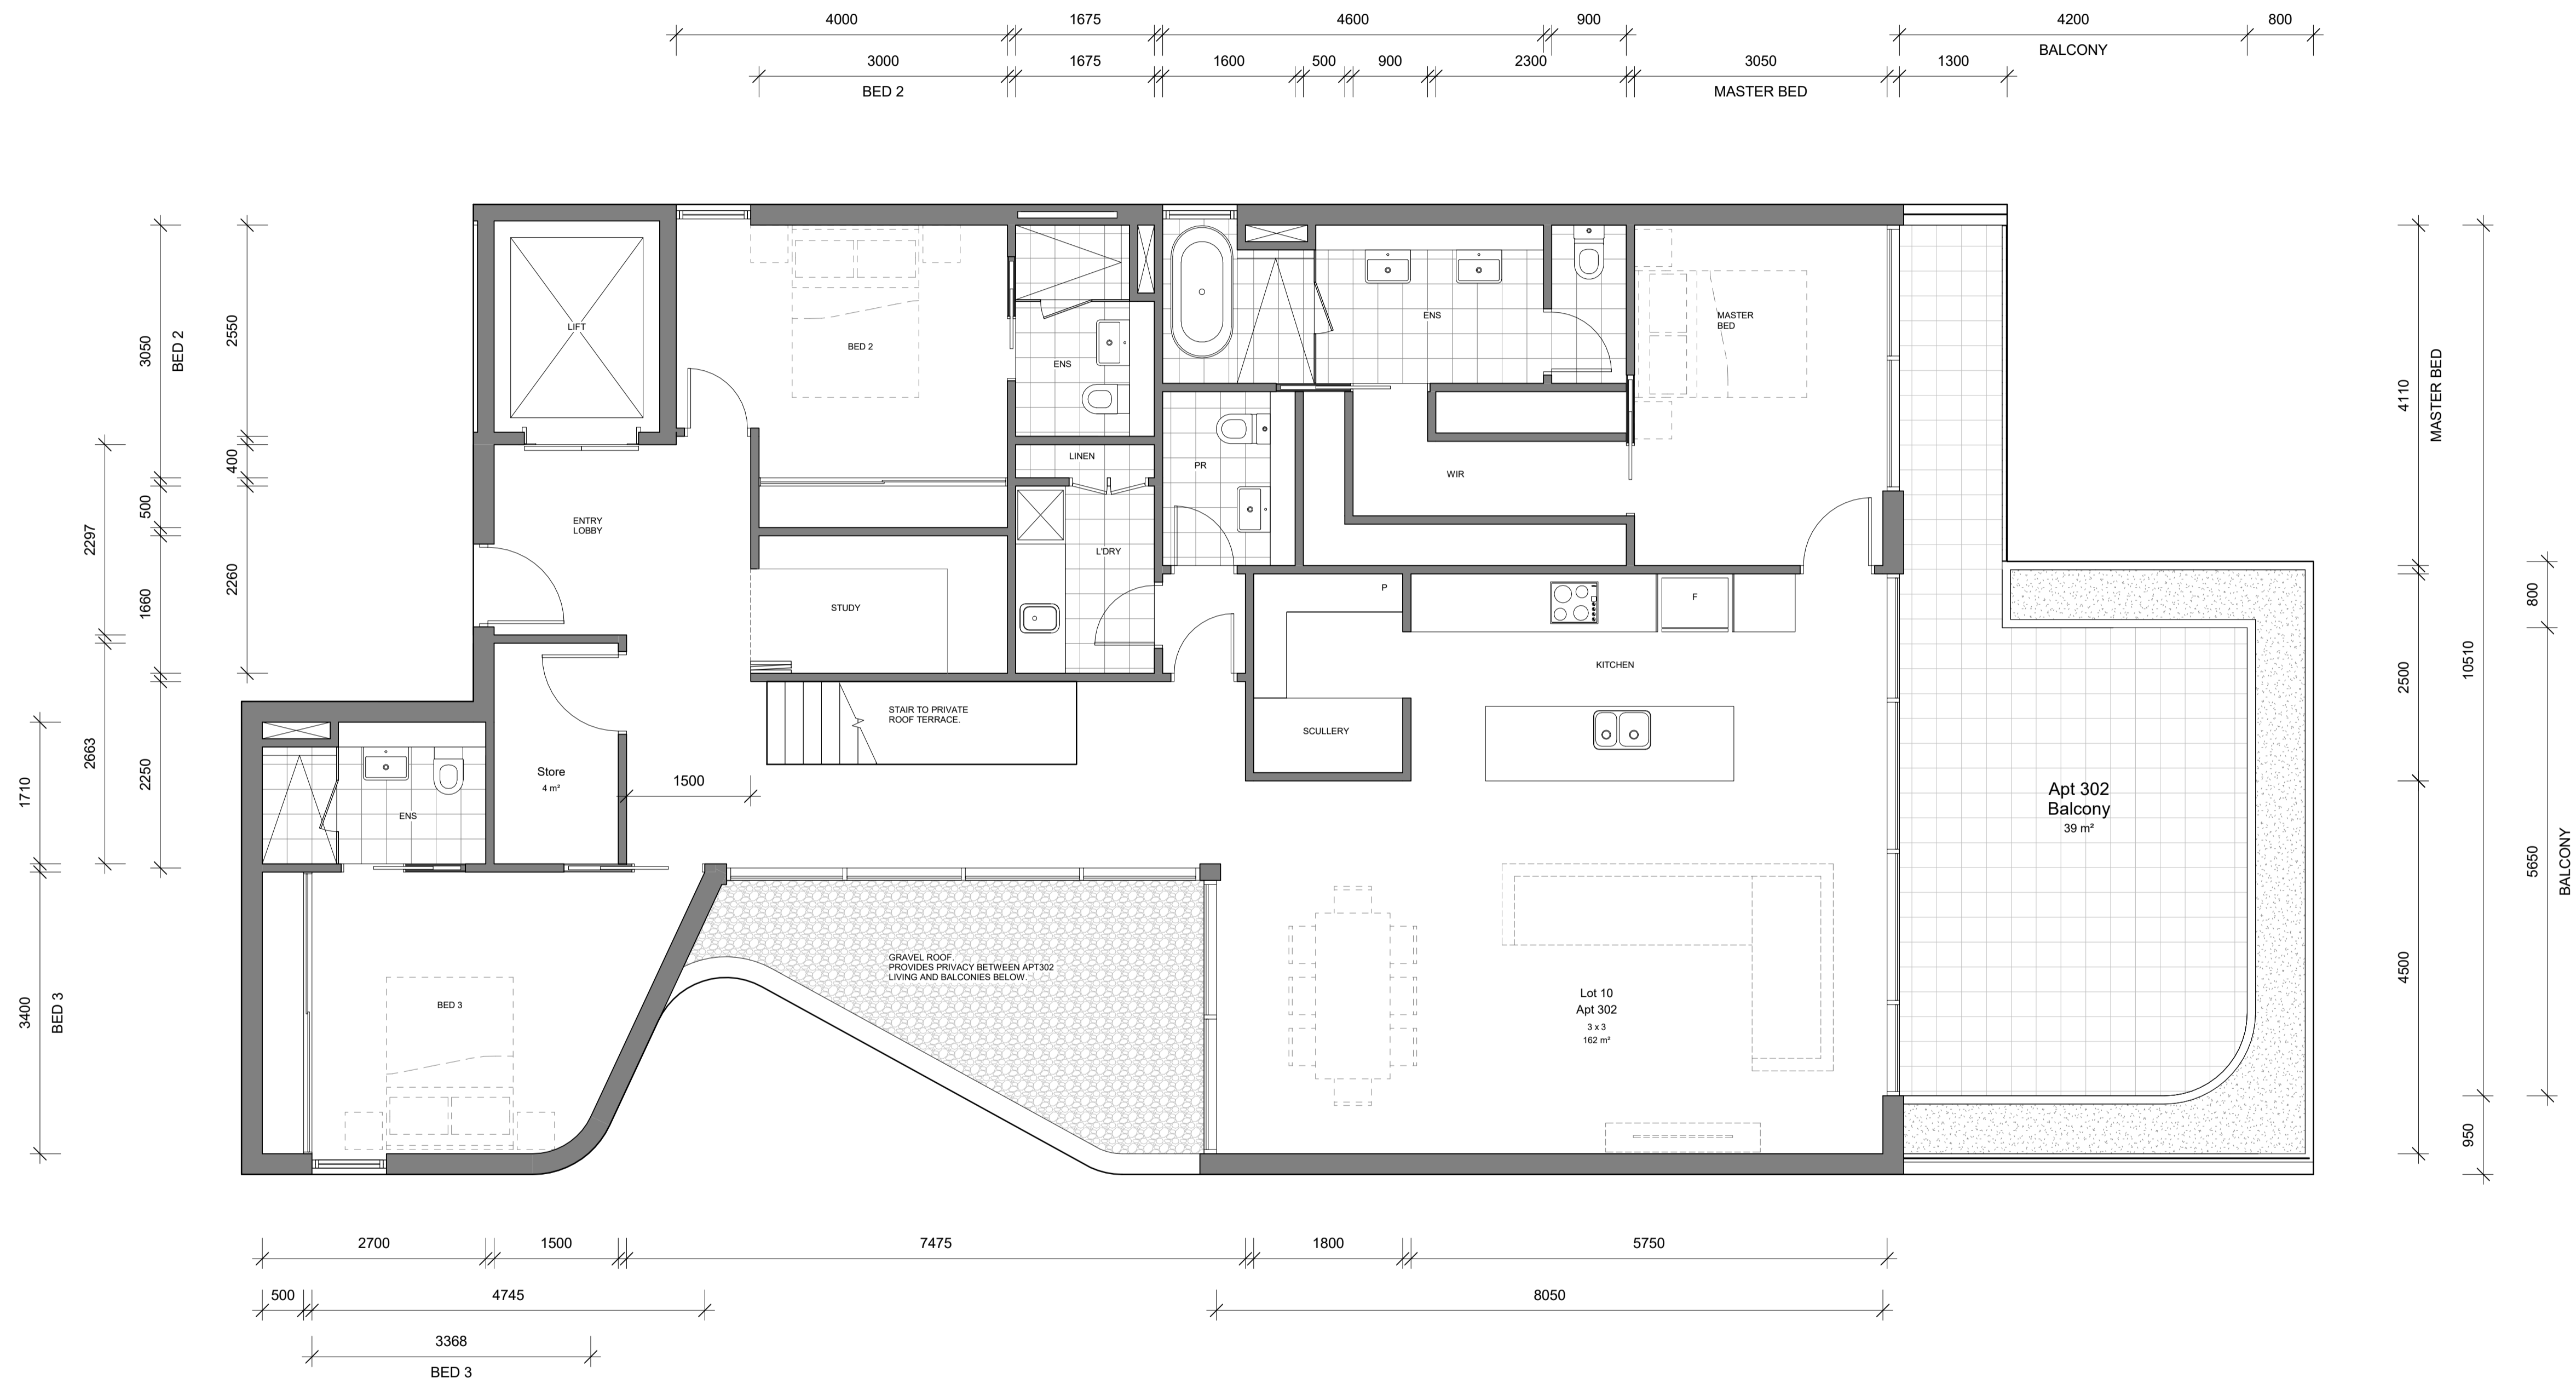 4000
1675
4600
900
4200
800
BALCONY
3000
1675
1600
500
900
2300
3050
1300
BED 2
MASTER BED
3050
BED 2
2550
400
500
2297
1660
2260
2663
2250
1710
3400
BED 3
LIFT
BED 2
ENS
ENS
MASTER
BED
LINEN
PR
WIR
ENTRY
LOBBY
L'DRY
STUDY
P
F
KITCHEN
STAIR TO PRIVATE
ROOF TERRACE.
SCULLERY
Store
4 m²
1500
ENS
Apt 302
Balcony
39 m²
GRAVEL ROOF.
PROVIDES PRIVACY BETWEEN APT302
LIVING AND BALCONIES BELOW.
BED 3
Lot 10
Apt 302
3 x 3
162 m²
4110
MASTER BED
10510
2500
800
5650
BALCONY
4500
950
2700
1500
7475
1800
5750
500
4745
8050
3368
BED 3